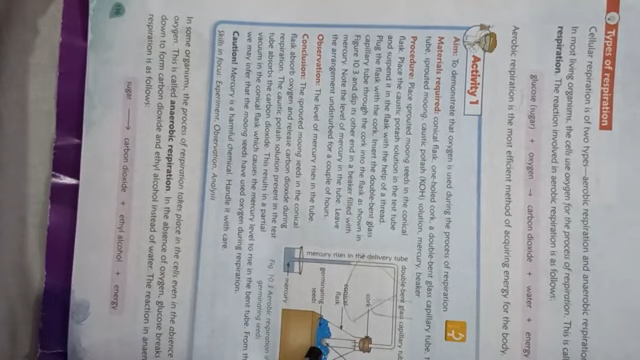 Types of respiration
Cellular respiration is of two types—aerobic respiration and anaerobic respiration
In most living organisms, the cells use oxygen for the process of respiration. This is call
respiration. The reaction involved in aerobic respiration is as follows:
glucose (sugar) + oxygen → carbon dioxide + water + energy
Aerobic respiration is the most efficient method of acquiring energy for the body.
Activity 1
Aim: To demonstrate that oxygen is used during the process of respiration
Materials required: conical flask, one holed cork, a double-bent glass capillary tube,
tube, sprouted moong, caustic potash (KOH) solution, mercury, beaker
Procedure: Place sprouted moong seeds in the conical
flask. Place the caustic potash solution in the test tube
and suspend it in the flask with the help of a thread.
Plug the flask with the cork. Insert the double-bent glass
capillary tube through the cork into the flask as shown in
Figure 10.3 and dip its other end in a beaker filled with
mercury. Note the level of mercury in the tube. Leave
the arrangement undisturbed for a couple of hours.
Observation: The level of mercury rises in the tube.
Conclusion: The sprouted moong seeds in the conical
flask absorb oxygen and release carbon dioxide during
respiration. The caustic potash solution present in the test
tube absorbs the carbon dioxide. This results in a partial
vacuum in the conical flask which causes the mercury level to rise in the bent tube. From th
we may infer that the moong seeds have used oxygen during respiration.
Caution! Mercury is a harmful chemical. Handle it with care.
Skills in focus: Experiment, Observation, Analysis
double-bent glass capillary tub
mercury rises in the delivery tube
cork
conical
flask
germinating
seeds
mercury
Fig. 10.3 Aerobic respiration in
germinating seeds
In some organisms, the process of respiration takes place in the cells even in the absence
oxygen. This is called anaerobic respiration. In the absence of oxygen, glucose breaks
down to form carbon dioxide and ethyl alcohol instead of water. The reaction in anaer
respiration is as follows:
sugar → carbon dioxide + ethyl alcohol + energy